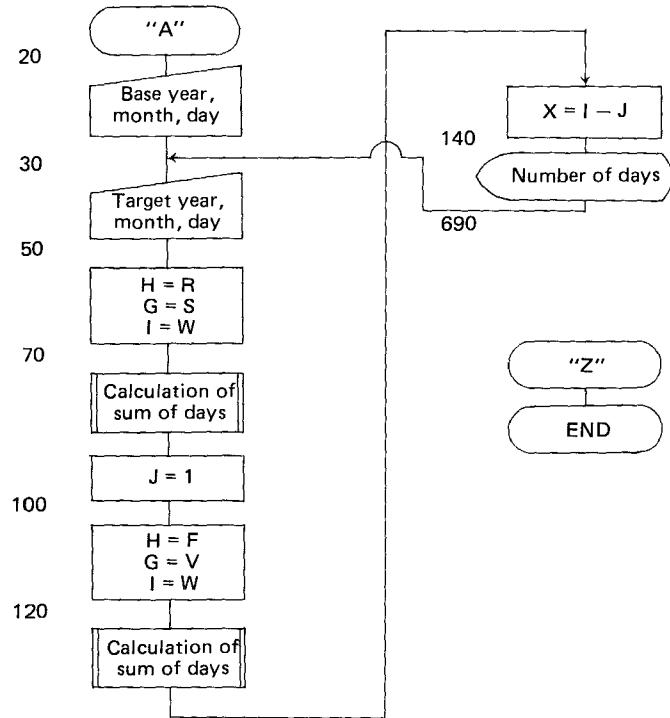 "A"
20
Base year,
month, day
30
Target year,
month, day
50
H = R
G = S
I = W
70
Calculation of
sum of days
J = 1
100
H = F
G = V
I = W
120
Calculation of
sum of days
X = I – J
140
Number of days
690
"Z"
END